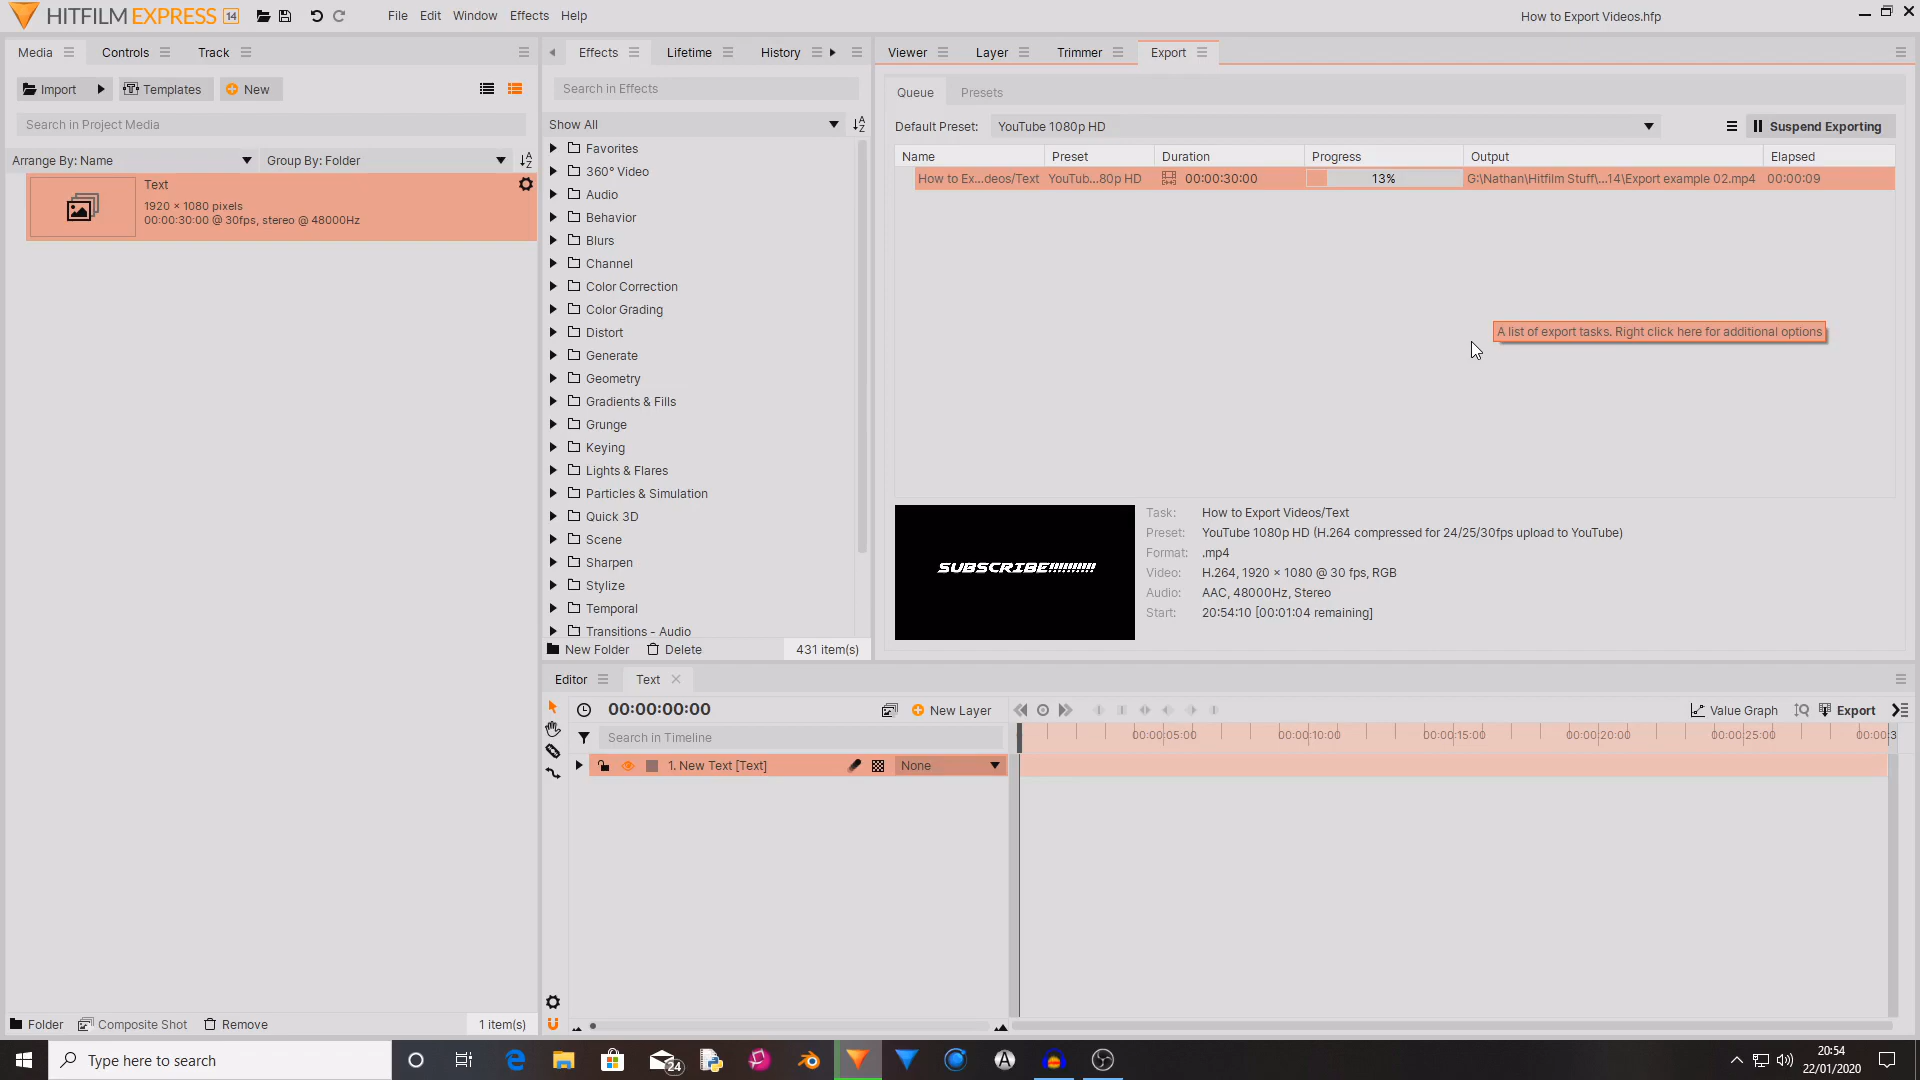 HITFILM EXPRESS 14
File Edit Window Effects Help
How to Export Videos.hfp
Media Controls Track
Import Templates New
Search in Project Media
Arrange By: Name Group By: Folder
Text
1920 × 1080 pixels
00:00:30:00 @ 30fps, stereo @ 48000Hz
Folder Composite Shot Remove 1 item(s)
Effects Lifetime History
Search in Effects
Show All
Favorites
360° Video
Audio
Behavior
Blurs
Channel
Color Correction
Color Grading
Distort
Generate
Geometry
Gradients & Fills
Grunge
Keying
Lights & Flares
Particles & Simulation
Quick 3D
Scene
Sharpen
Stylize
Temporal
Transitions - Audio
New Folder Delete 431 item(s)
Viewer Layer Trimmer Export
Queue Presets
Default Preset: YouTube 1080p HD Suspend Exporting
Name Preset Duration Progress Output Elapsed
How to Ex...deos/Text YouTub...80p HD 00:00:30:00 13% G:\Nathan\Hitfilm Stuff\...14\Export example 02.mp4 00:00:09
A list of export tasks. Right click here for additional options
SUBSCRIBE!!!!!!!!!!
Task: How to Export Videos/Text
Preset: YouTube 1080p HD (H.264 compressed for 24/25/30fps upload to YouTube)
Format: .mp4
Video: H.264, 1920 × 1080 @ 30 fps, RGB
Audio: AAC, 48000Hz, Stereo
Start: 20:54:10 [00:01:04 remaining]
Editor Text
00:00:00:00 New Layer Value Graph Export
Search in Timeline 00:00:05:00 00:00:10:00 00:00:15:00 00:00:20:00 00:00:25:00 00:00:3
1. New Text [Text] None
Type here to search 24 20:54
22/01/2020